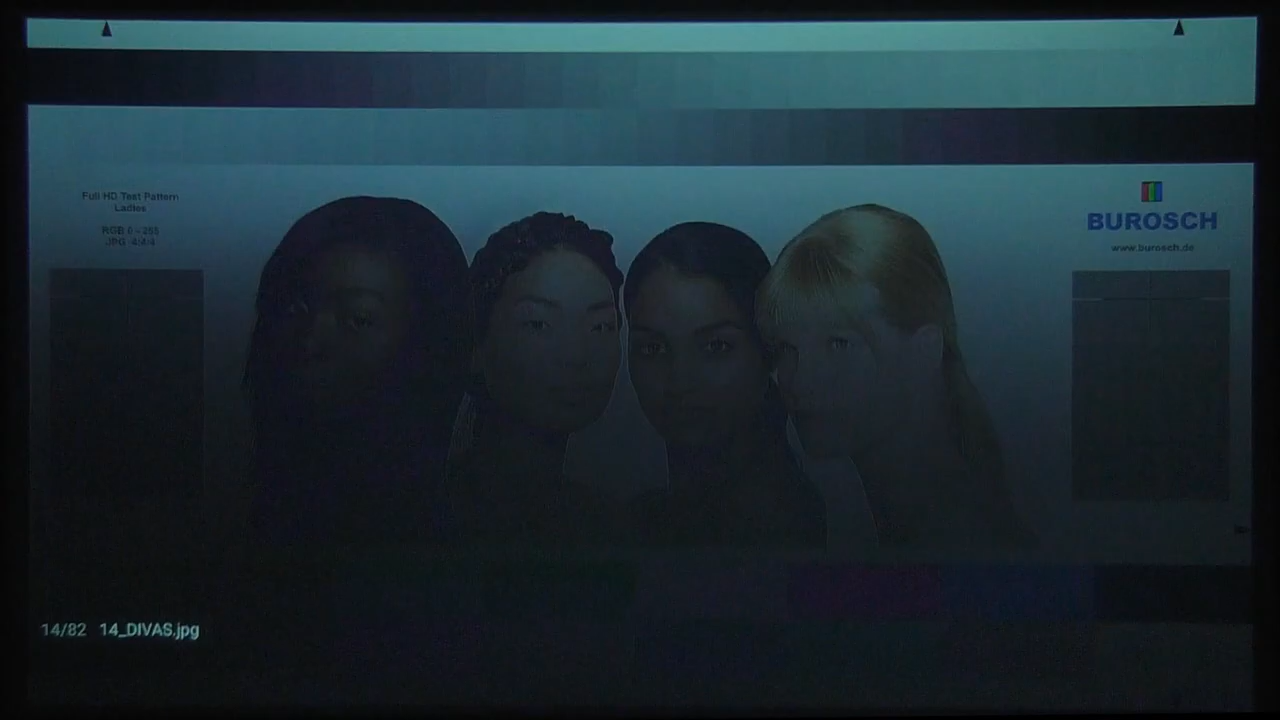 Full HD Test Pattern
Ladies
RGB 0 - 255
JPG 4:4:4
BUROSCH
www.burosch.de
14/82 14_DIVAS.jpg